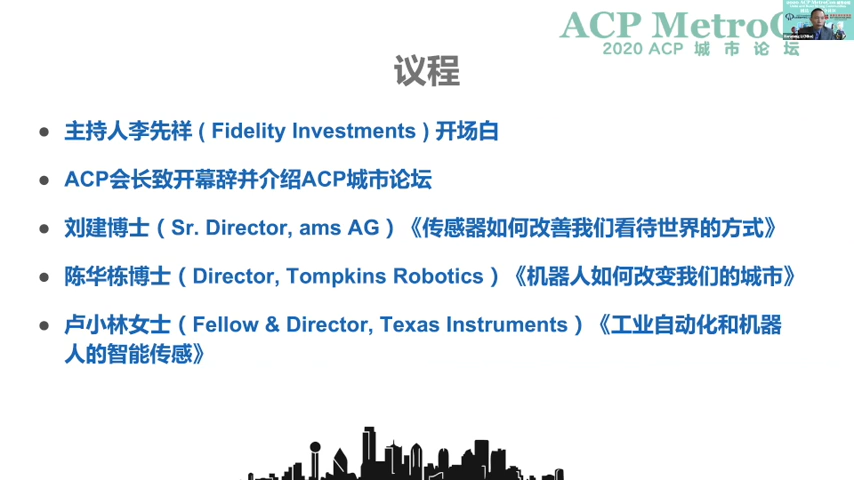 ACP MetroC
2020 ACP 城 市 论 坛
议程
主持人李先祥 ( Fidelity Investments ) 开场白
ACP会长致开幕辞并介绍ACP城市论坛
刘建博士（Sr. Director, ams AG）《传感器如何改善我们看待世界的方式》
陈华栋博士（Director, Tompkins Robotics）《机器人如何改变我们的城市》
卢小林女士（Fellow & Director, Texas Instruments）《工业自动化和机器
人的智能传感》